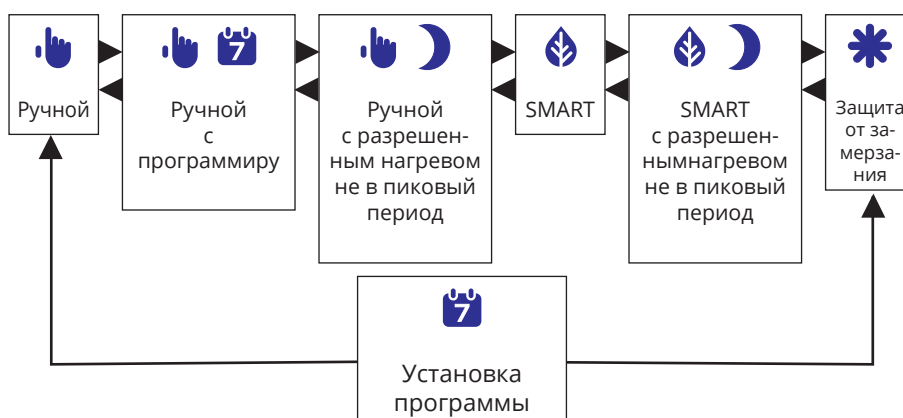 Ручной
7
Ручной
с
программиру
Ручной
с разрешен-
ным нагревом
не в пиковый
период
SMART
SMART
с разрешен-
нымнагревом
не в пиковый
период
Защита
от за-
мерза-
ния
7
Установка
программы